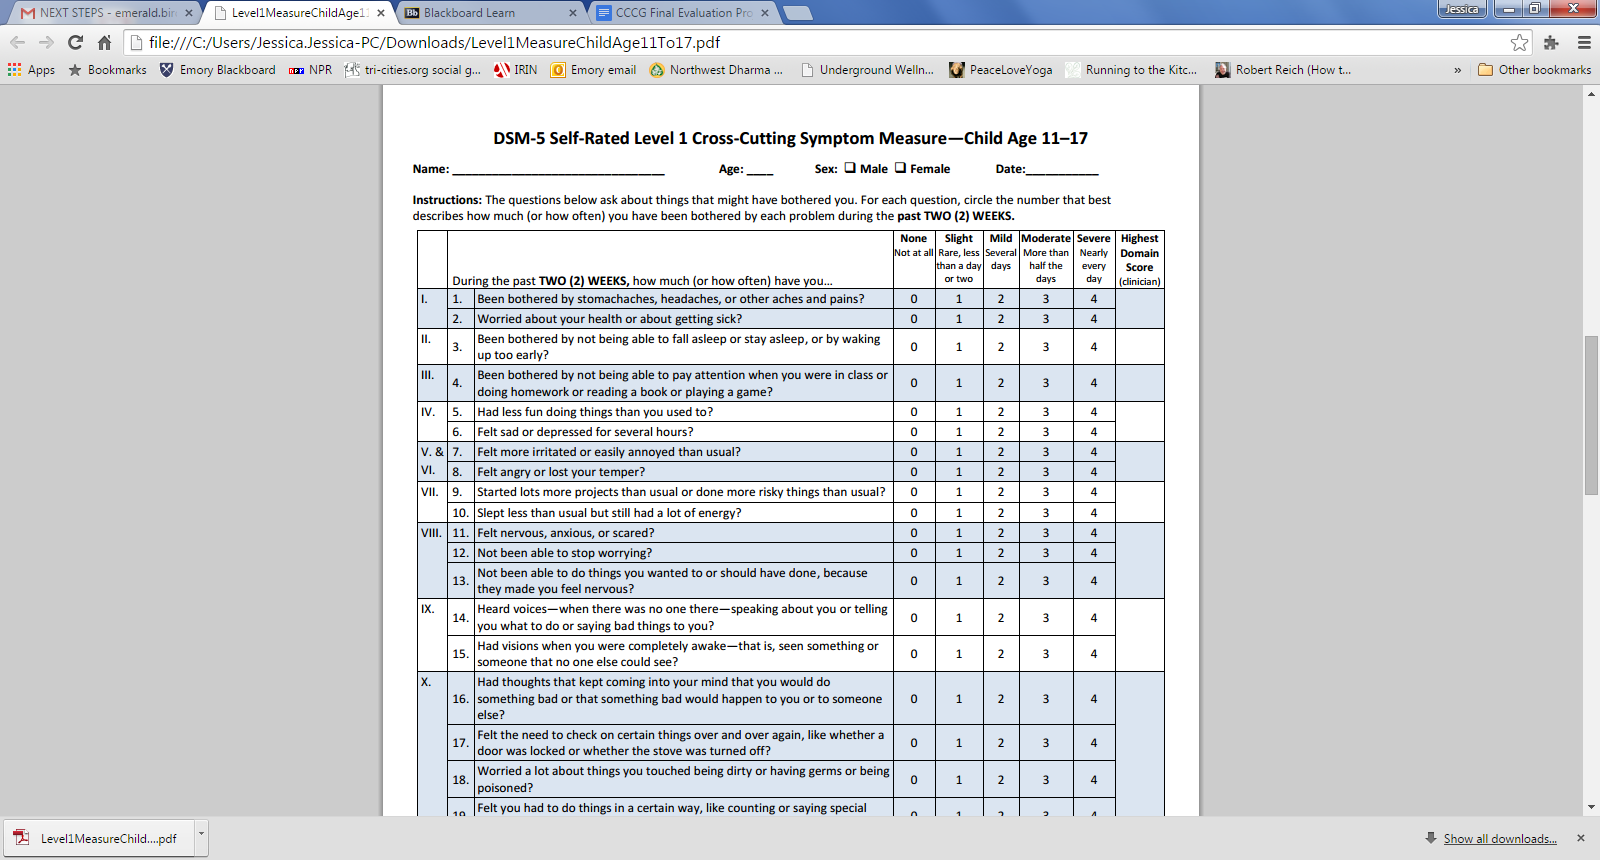 NEXT STEPS - emerald.bir
Level1MeasureChildAge11
Blackboard Learn
CCCG Final Evaluation Pro
Jessica
file:///C:/Users/Jessica.Jessica-PC/Downloads/Level1MeasureChildAge11To17.pdf
Apps Bookmarks Emory Blackboard NPR tri-cities.org social g... IRIN Emory email Northwest Dharma ... Underground Welln... PeaceLoveYoga Running to the Kitc... Robert Reich (How t... » Other bookmarks
DSM-5 Self-Rated Level 1 Cross-Cutting Symptom Measure—Child Age 11–17
Name: ______________________________ Age: ____ Sex: ❑ Male ❑ Female Date:___________
Instructions: The questions below ask about things that might have bothered you. For each question, circle the number that best
describes how much (or how often) you have been bothered by each problem during the past TWO (2) WEEKS.
During the past TWO (2) WEEKS, how much (or how often) have you…
None
Not at all
Slight
Rare, less
than a day
or two
Mild
Several
days
Moderate
More than
half the
days
Severe
Nearly
every
day
Highest
Domain
Score
(clinician)
I. 1. Been bothered by stomachaches, headaches, or other aches and pains? 0 1 2 3 4
2. Worried about your health or about getting sick? 0 1 2 3 4
II. 3. Been bothered by not being able to fall asleep or stay asleep, or by waking
up too early? 0 1 2 3 4
III. 4. Been bothered by not being able to pay attention when you were in class or
doing homework or reading a book or playing a game? 0 1 2 3 4
IV. 5. Had less fun doing things than you used to? 0 1 2 3 4
6. Felt sad or depressed for several hours? 0 1 2 3 4
V. & 7. Felt more irritated or easily annoyed than usual? 0 1 2 3 4
VI. 8. Felt angry or lost your temper? 0 1 2 3 4
VII. 9. Started lots more projects than usual or done more risky things than usual? 0 1 2 3 4
10. Slept less than usual but still had a lot of energy? 0 1 2 3 4
VIII. 11. Felt nervous, anxious, or scared? 0 1 2 3 4
12. Not been able to stop worrying? 0 1 2 3 4
13. Not been able to do things you wanted to or should have done, because
they made you feel nervous? 0 1 2 3 4
IX. 14. Heard voices—when there was no one there—speaking about you or telling
you what to do or saying bad things to you? 0 1 2 3 4
15. Had visions when you were completely awake—that is, seen something or
someone that no one else could see? 0 1 2 3 4
X. 16. Had thoughts that kept coming into your mind that you would do
something bad or that something bad would happen to you or to someone
else? 0 1 2 3 4
17. Felt the need to check on certain things over and over again, like whether a
door was locked or whether the stove was turned off? 0 1 2 3 4
18. Worried a lot about things you touched being dirty or having germs or being
poisoned? 0 1 2 3 4
19. Felt you had to do things in a certain way, like counting or saying special 0 1 2 3 4
Level1MeasureChild....pdf
Show all downloads...